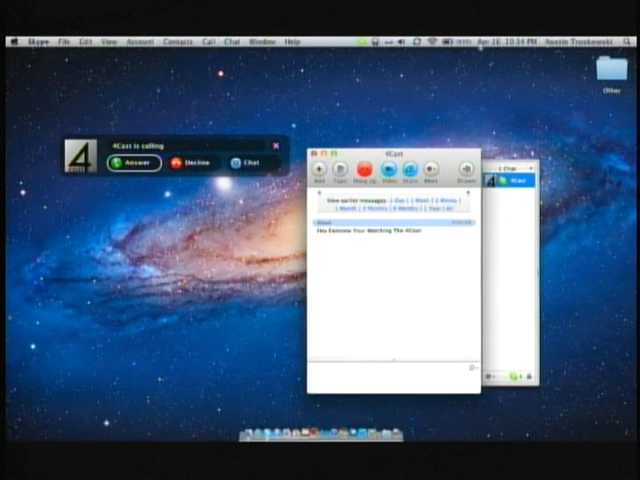 Skype File Edit View Account Contacts Call Chat Window Help Apr 16 10:34 PM Austin
Other
4Cast is calling
Answer Decline Chat
4
4Cast
Add Hang Up Video Share More
1 Chat
4Cast
View earlier messages: 1 Day | 1 Week | 2 Weeks |
1 Month | 3 Months | 6 Months | 1 Year | All
Hey Your Watching The 4Cast